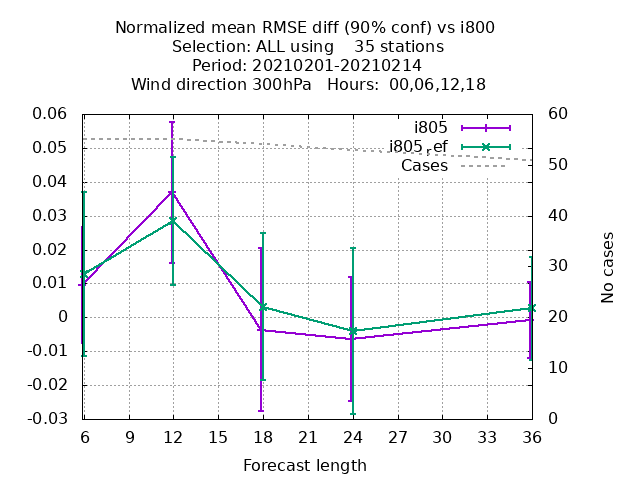 Normalized mean RMSE diff (90% conf) vs i800
Selection: ALL using 35 stations
Period: 20210201-20210214
Wind direction 300hPa Hours: 00,06,12,18
0.06
0.05
0.04
0.03
0.02
0.01
0
-0.01
-0.02
-0.03
i805
i805_ef
Cases
60
50
40
30
20
10
0
No cases
6 9 12 15 18 21 24 27 30 33 36
Forecast length